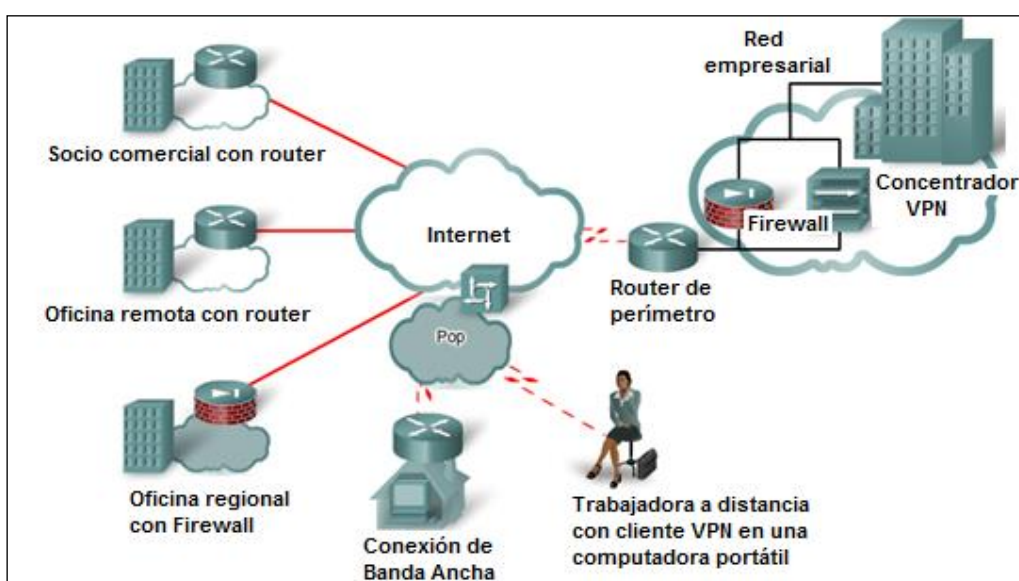 Red
empresarial
Socio comercial con router
Concentrador
VPN
Firewall
Internet
Oficina remota con router
Router de
perímetro
Pop
Oficina regional
con Firewall
Conexión de
Banda Ancha
Trabajadora a distancia
con cliente VPN en una
computadora portátil